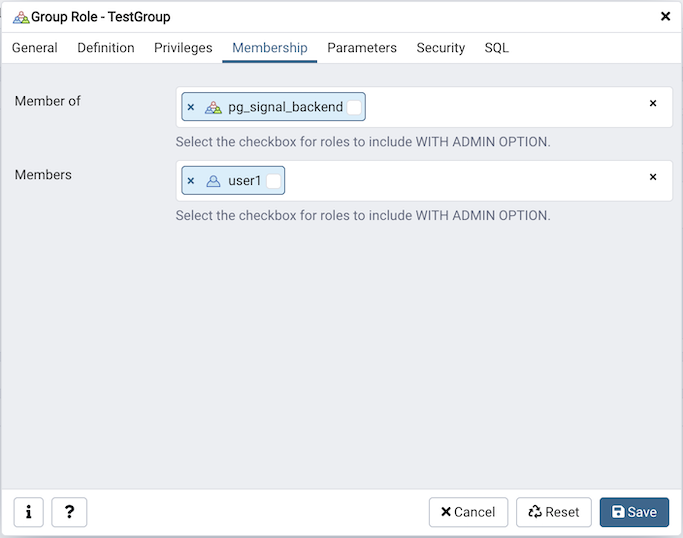 Group Role - TestGroup
General Definition Privileges Membership Parameters Security SQL
Member of
pg_signal_backend
Select the checkbox for roles to include WITH ADMIN OPTION.
Members
user1
Select the checkbox for roles to include WITH ADMIN OPTION.
Cancel Reset Save